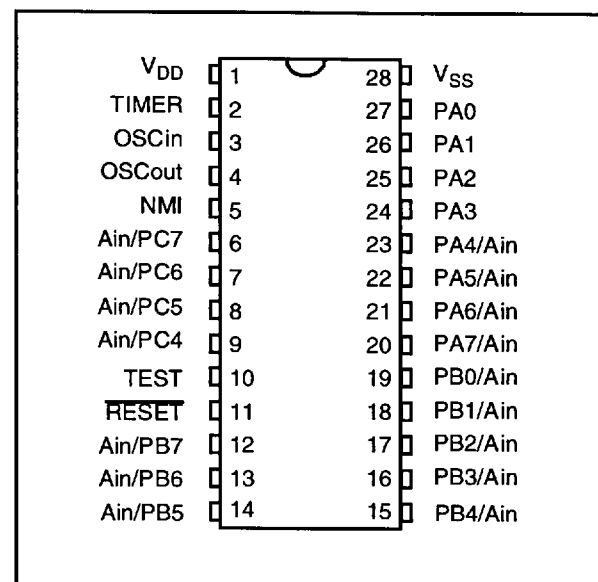 VDD 1 28 VSS
TIMER 2 27 PA0
OSCin 3 26 PA1
OSCout 4 25 PA2
NMI 5 24 PA3
Ain/PC7 6 23 PA4/Ain
Ain/PC6 7 22 PA5/Ain
Ain/PC5 8 21 PA6/Ain
Ain/PC4 9 20 PA7/Ain
TEST 10 19 PB0/Ain
RESET 11 18 PB1/Ain
Ain/PB7 12 17 PB2/Ain
Ain/PB6 13 16 PB3/Ain
Ain/PB5 14 15 PB4/Ain